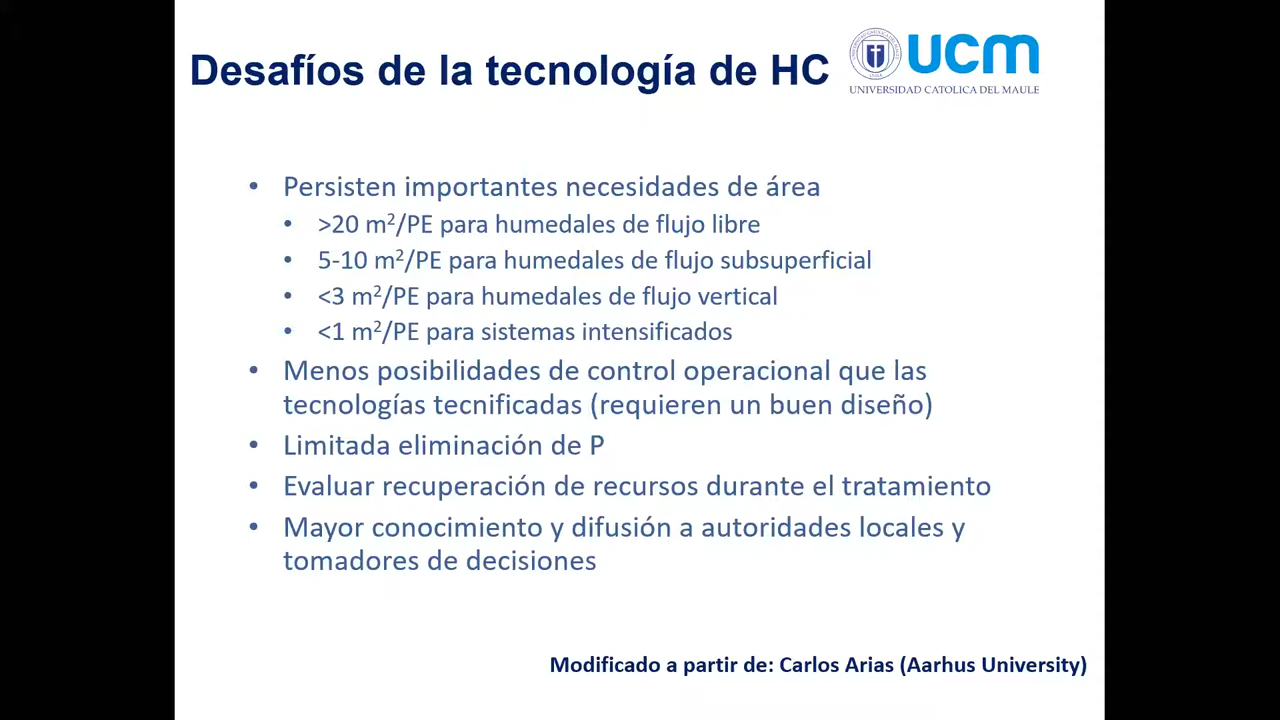 Desafíos de la tecnología de HC
ucm
UNIVERSIDAD CATOLICA DEL MAULE
• Persisten importantes necesidades de área
• >20 m²/PE para humedales de flujo libre
• 5-10 m²/PE para humedales de flujo subsuperficial
• <3 m²/PE para humedales de flujo vertical
• <1 m²/PE para sistemas intensificados
• Menos posibilidades de control operacional que las
tecnologías tecnificadas (requieren un buen diseño)
• Limitada eliminación de P
• Evaluar recuperación de recursos durante el tratamiento
• Mayor conocimiento y difusión a autoridades locales y
tomadores de decisiones
Modificado a partir de: Carlos Arias (Aarhus University)